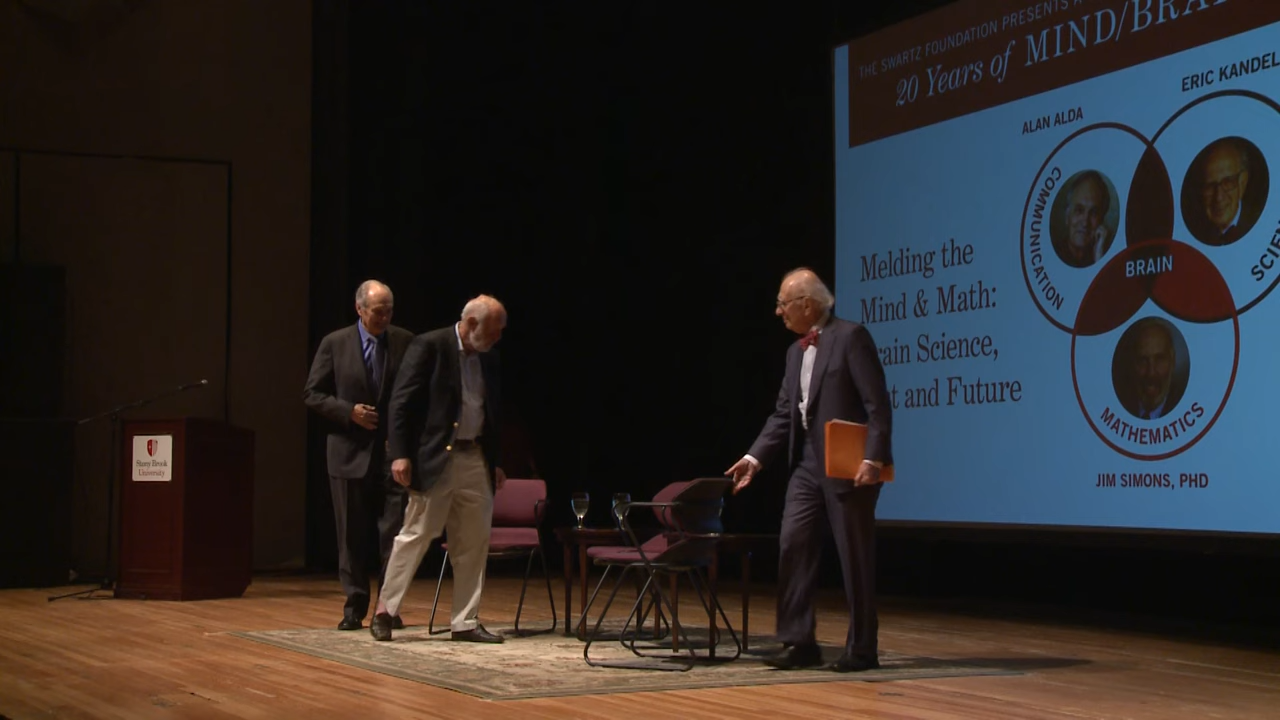 THE SWARTZ FOUNDATION PRESENTS A
20 Years of MIND/BRA
ERIC KANDEL
ALAN ALDA
COMMUNICATION
SCIEN
BRAIN
Melding the
Mind & Math:
rain Science,
t and Future
MATHEMATICS
JIM SIMONS, PHD
Stony Brook
University